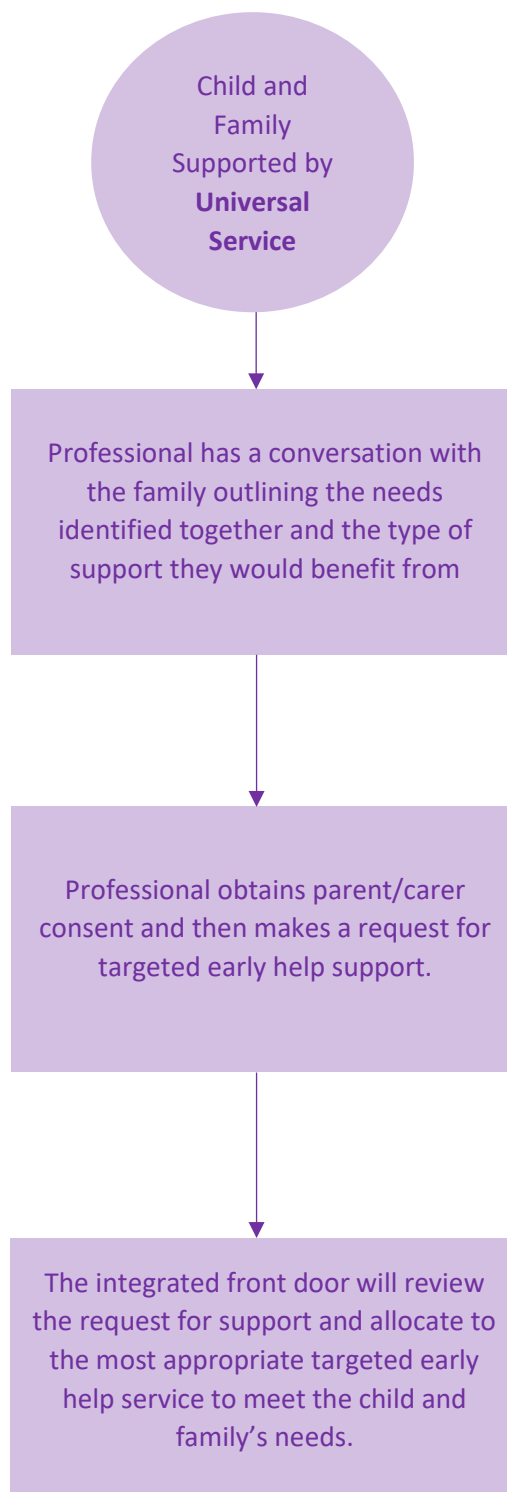 Child and
Family
Supported by
Universal
Service
Professional has a conversation with
the family outlining the needs
identified together and the type of
support they would benefit from
Professional obtains parent/carer
consent and then makes a request for
targeted early help support.
The integrated front door will review
the request for support and allocate to
the most appropriate targeted early
help service to meet the child and
family’s needs.